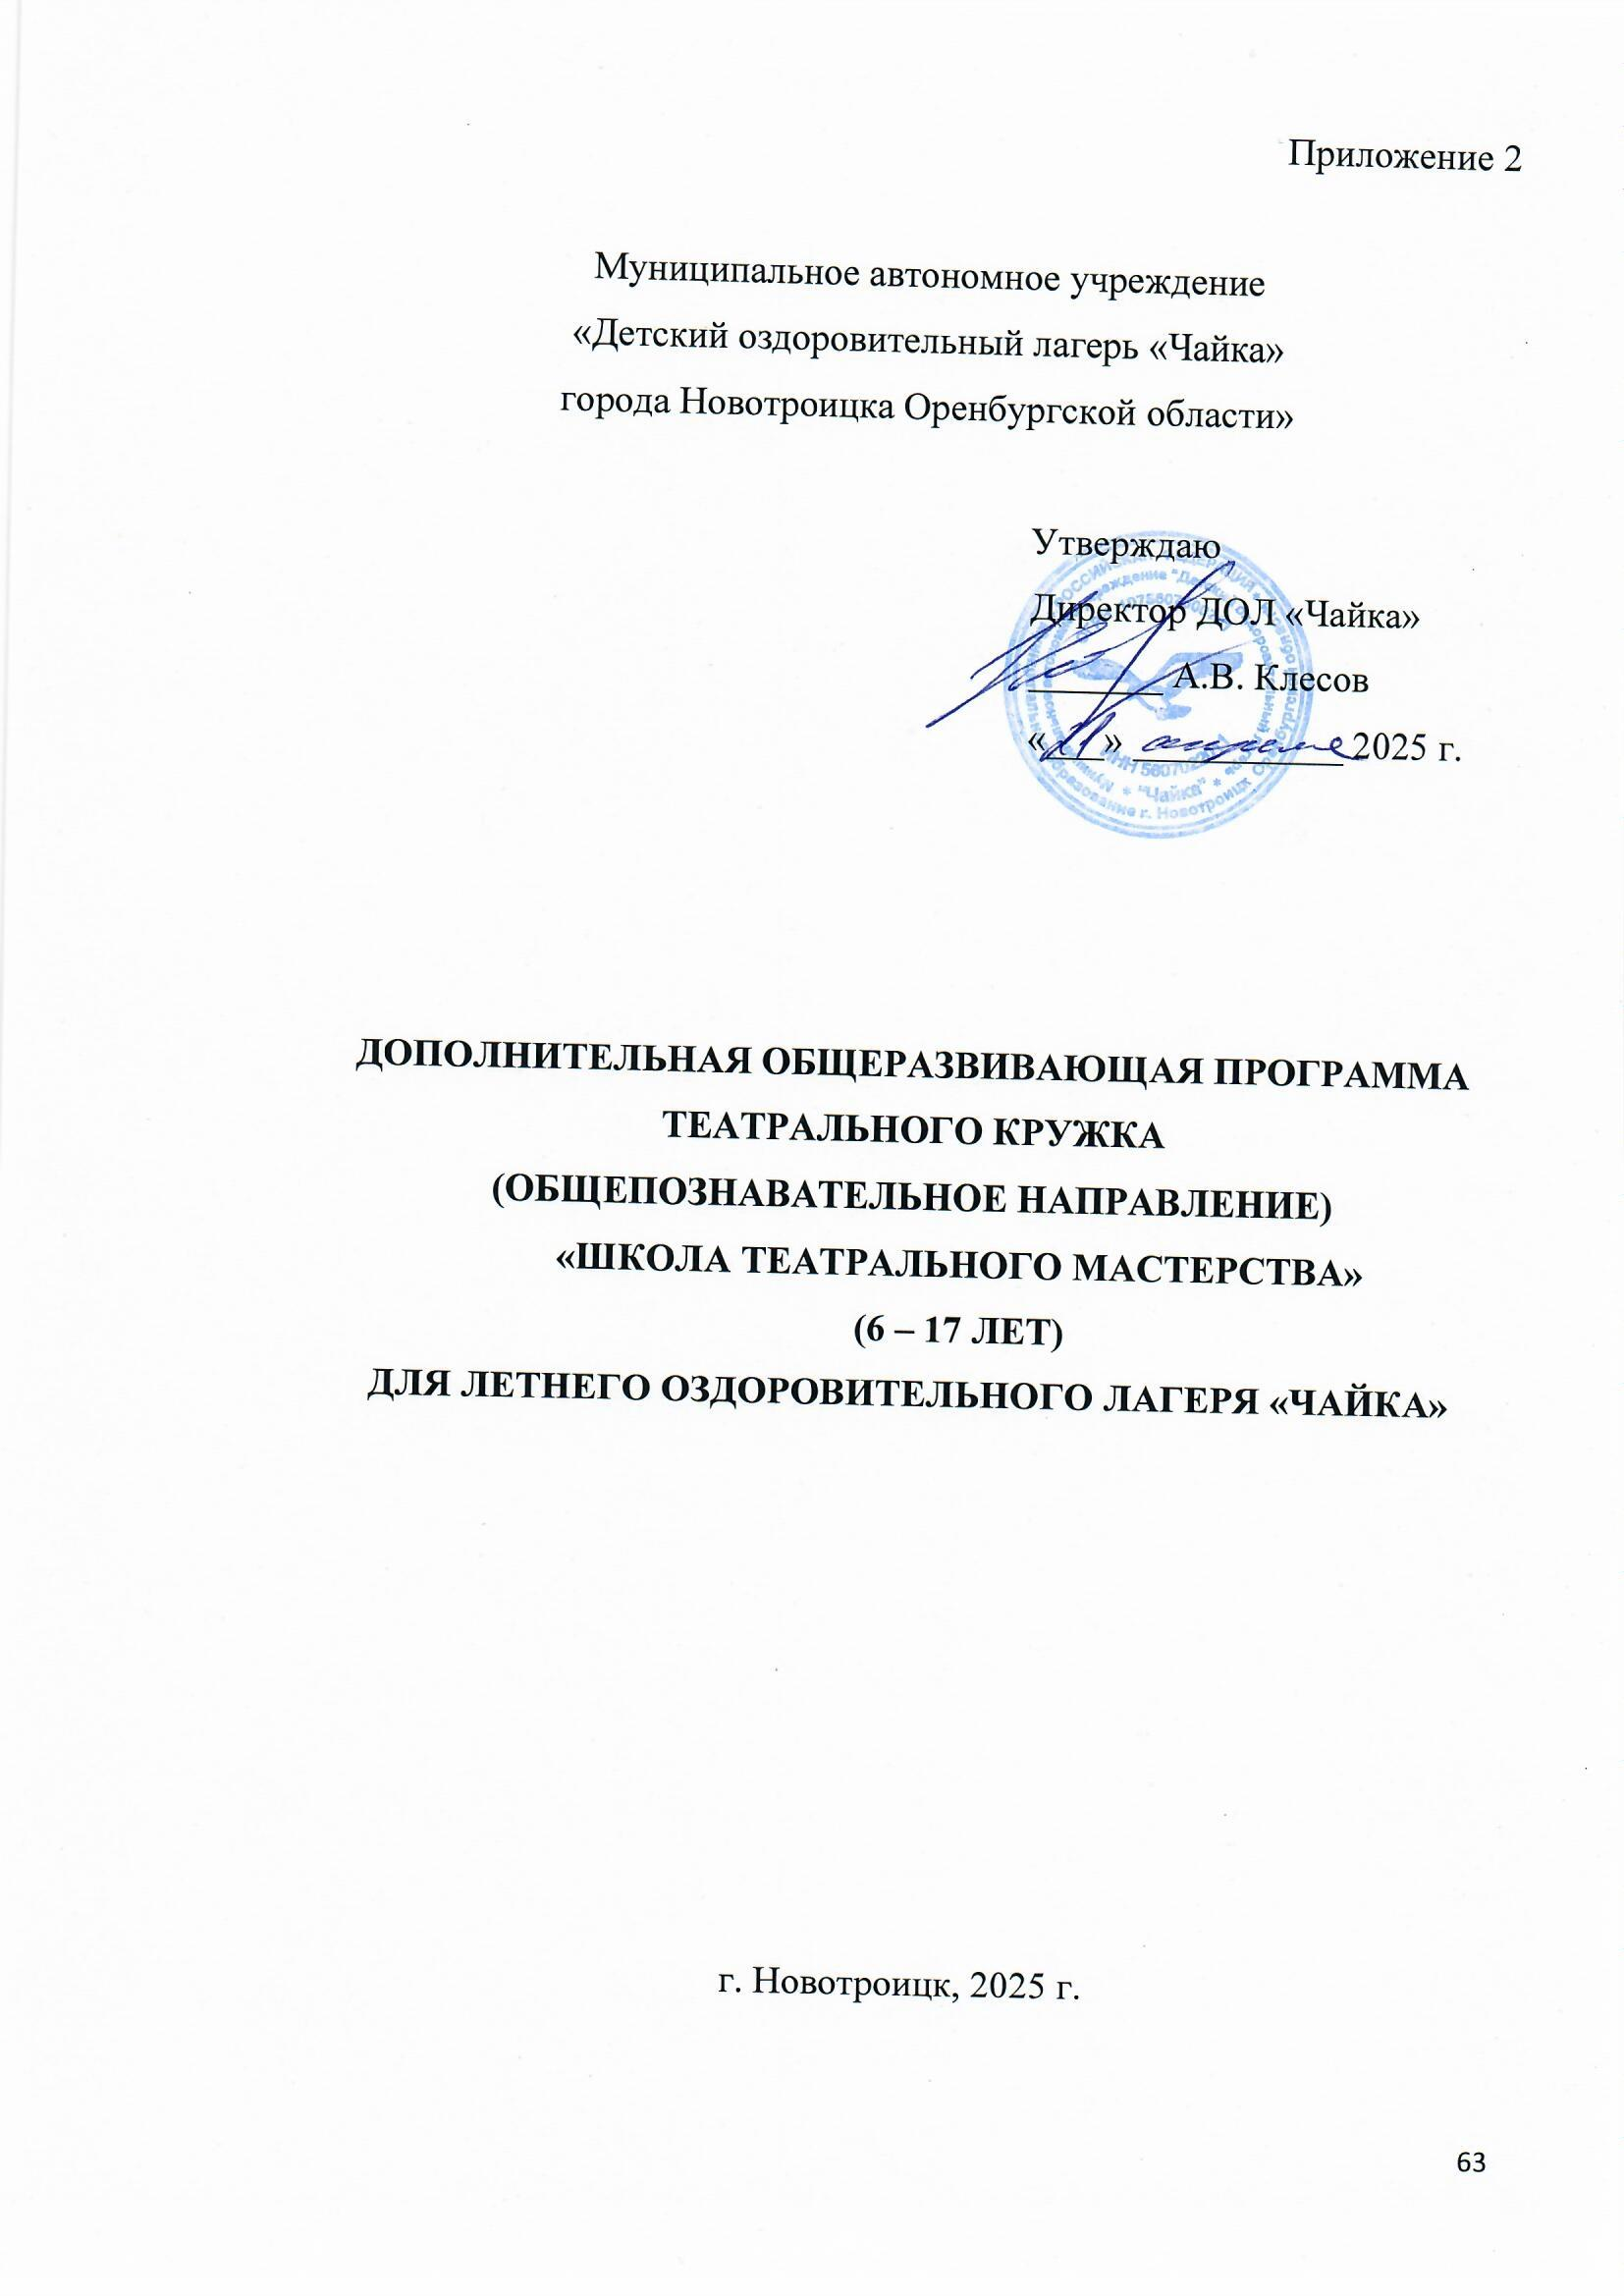 Приложение 2
Муниципальное автономное учреждение
«Детский оздоровительный лагерь «Чайка»
города Новотроицка Оренбургской области»
Утверждаю
Директор ДОЛ «Чайка»
А.В. Клесов
« » апреля 2025 г.
"Чайка"
ДОПОЛНИТЕЛЬНАЯ ОБЩЕРАЗВИВАЮЩАЯ ПРОГРАММА
ТЕАТРАЛЬНОГО КРУЖКА
(ОБЩЕПОЗНАВАТЕЛЬНОЕ НАПРАВЛЕНИЕ)
«ШКОЛА ТЕАТРАЛЬНОГО МАСТЕРСТВА»
(6 – 17 ЛЕТ)
ДЛЯ ЛЕТНЕГО ОЗДОРОВИТЕЛЬНОГО ЛАГЕРЯ «ЧАЙКА»
г. Новотроицк, 2025 г.
63